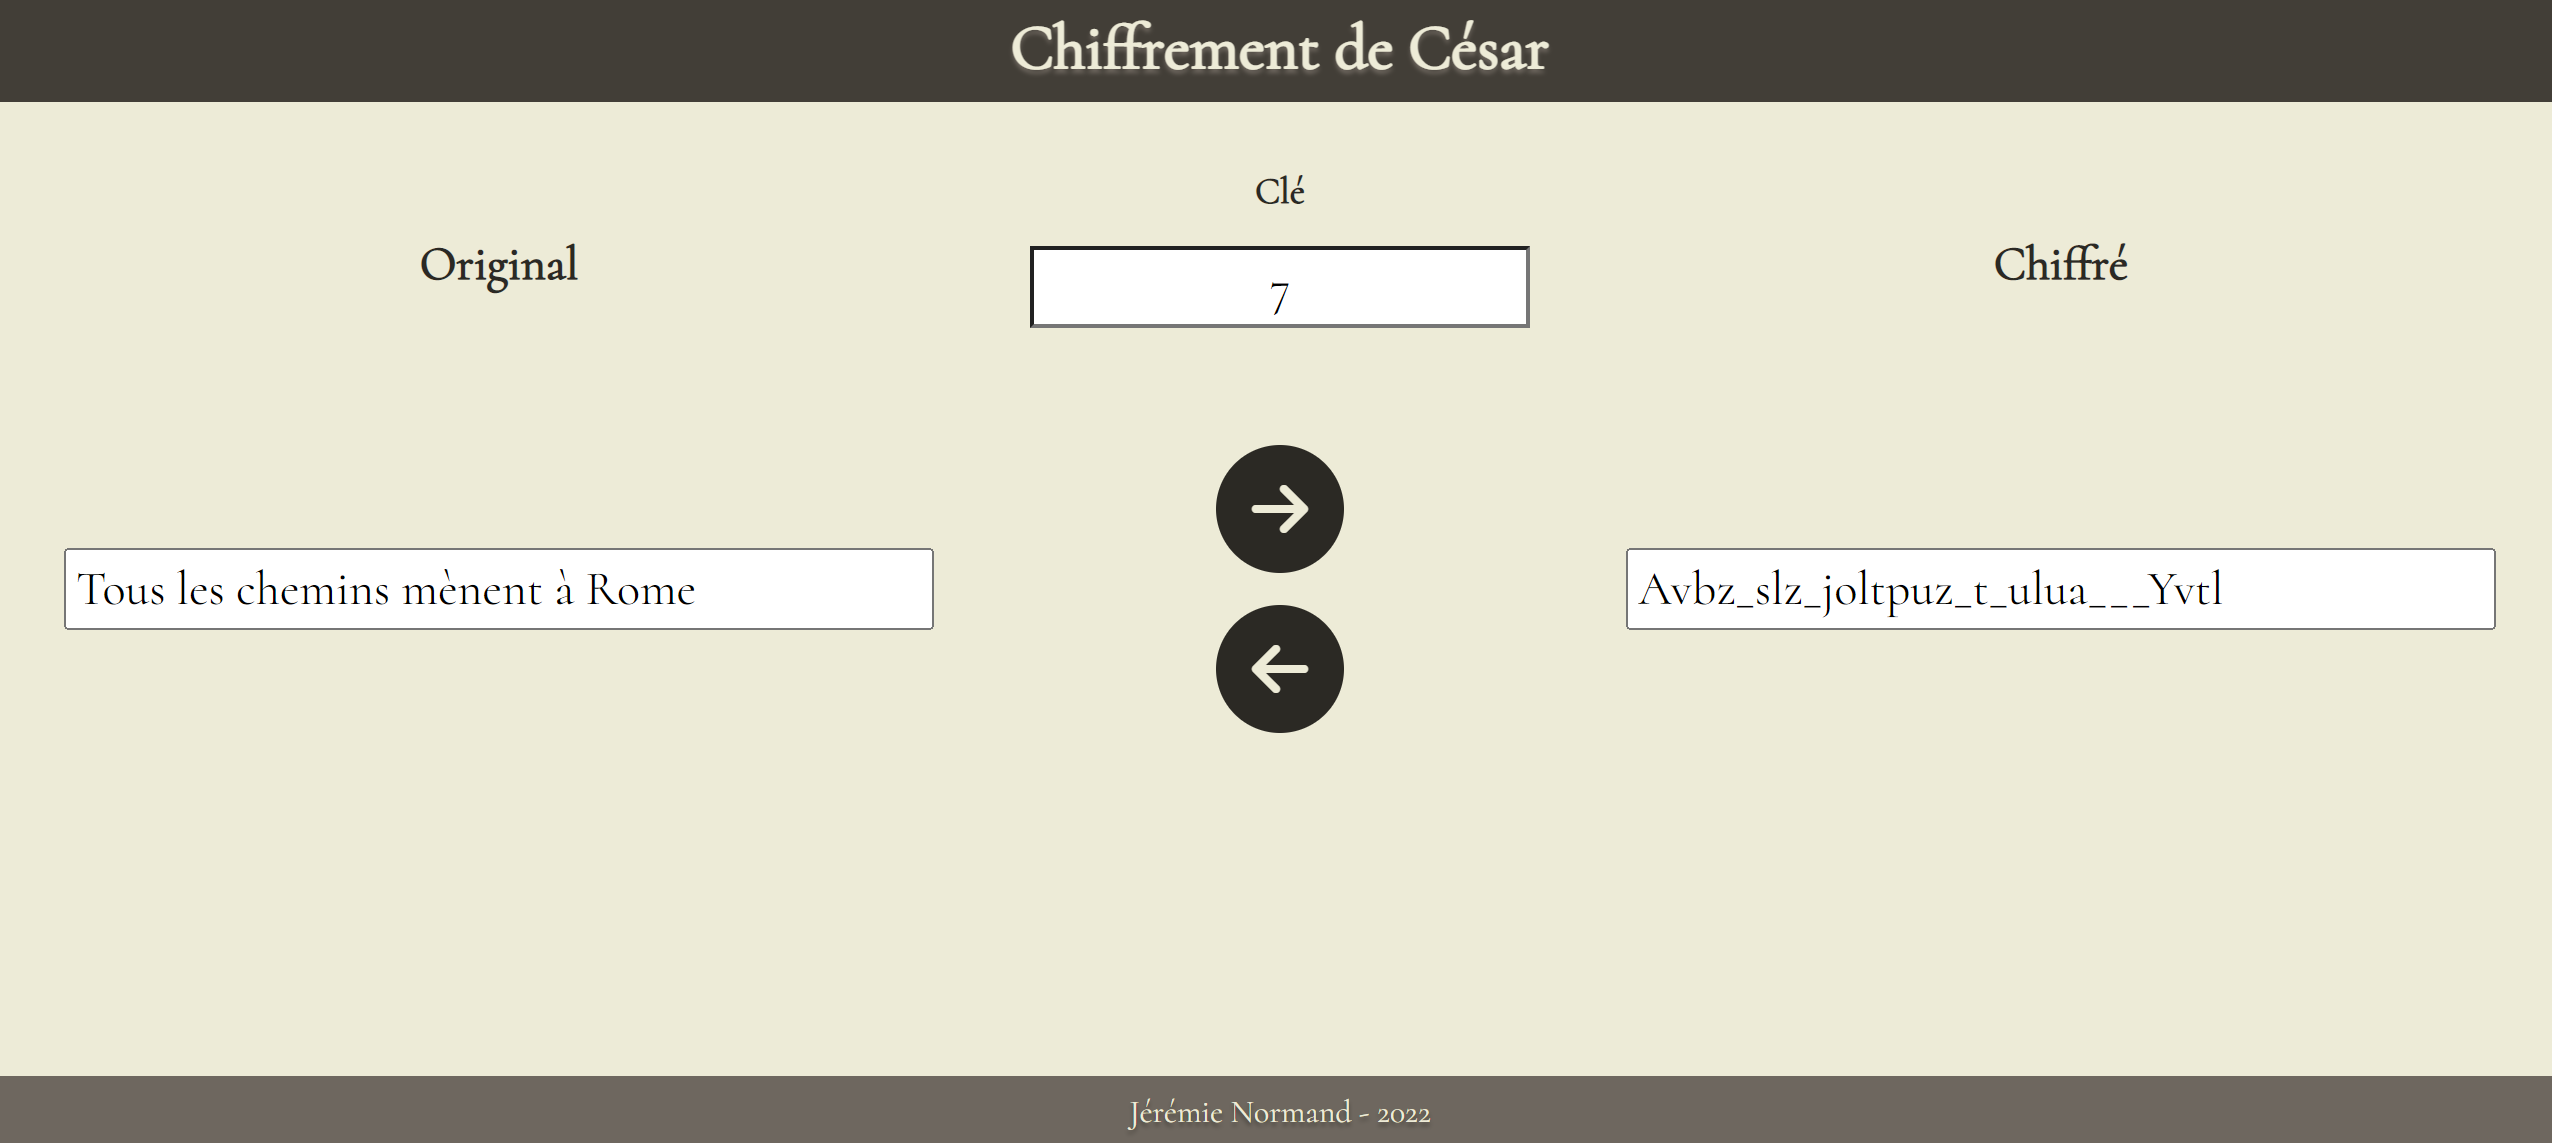 Chiffrement de César
Clé
Original
7
Chiffré
Tous les chemins mènent à Rome
Avbz_slz_joltpuz_t_ulua___Yvtl
Jérémie Normand - 2022